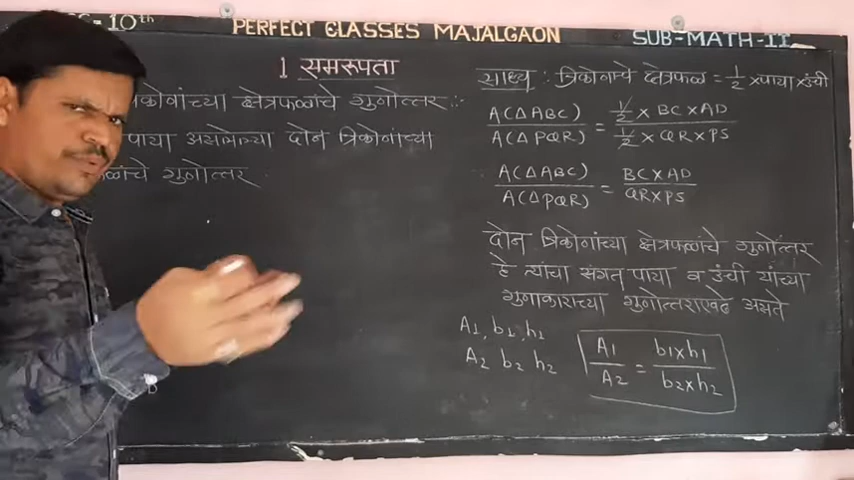 10th
PERFECT CLASSES MAJALGAON
SUB-MATH-II
1 समरूपता
त्रिकोणांच्या क्षेत्रफळांचे गुणोत्तर :-
पाया असलेल्या दोन त्रिकोणांच्या
गुणोत्तर
साध्य : त्रिकोणाचे क्षेत्रफळ = 1/2 × पाया × उंची
A(△ABC) / A(△PQR) = 1/2 × BC × AD / 1/2 × QR × PS
A(△ABC) / A(△PQR) = BC × AD / QR × PS
दोन त्रिकोणांच्या क्षेत्रफळांचे गुणोत्तर
हे त्यांचा संगत पाया व उंची यांच्या
गुणाकाराच्या गुणोत्तराएवढे असते
A₁, b₁, h₁
A₂ b₂ h₂
A₁ / A₂ = b₁×h₁ / b₂×h₂